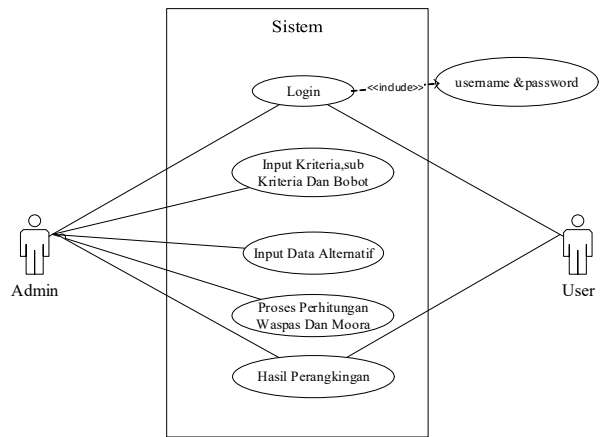 Sistem
Login
<<include>>
username &password
Input Kriteria,sub
Kriteria Dan Bobot
Input Data Alternatif
Proses Perhitungan
Waspas Dan Moora
Hasil Perangkingan
Admin
User